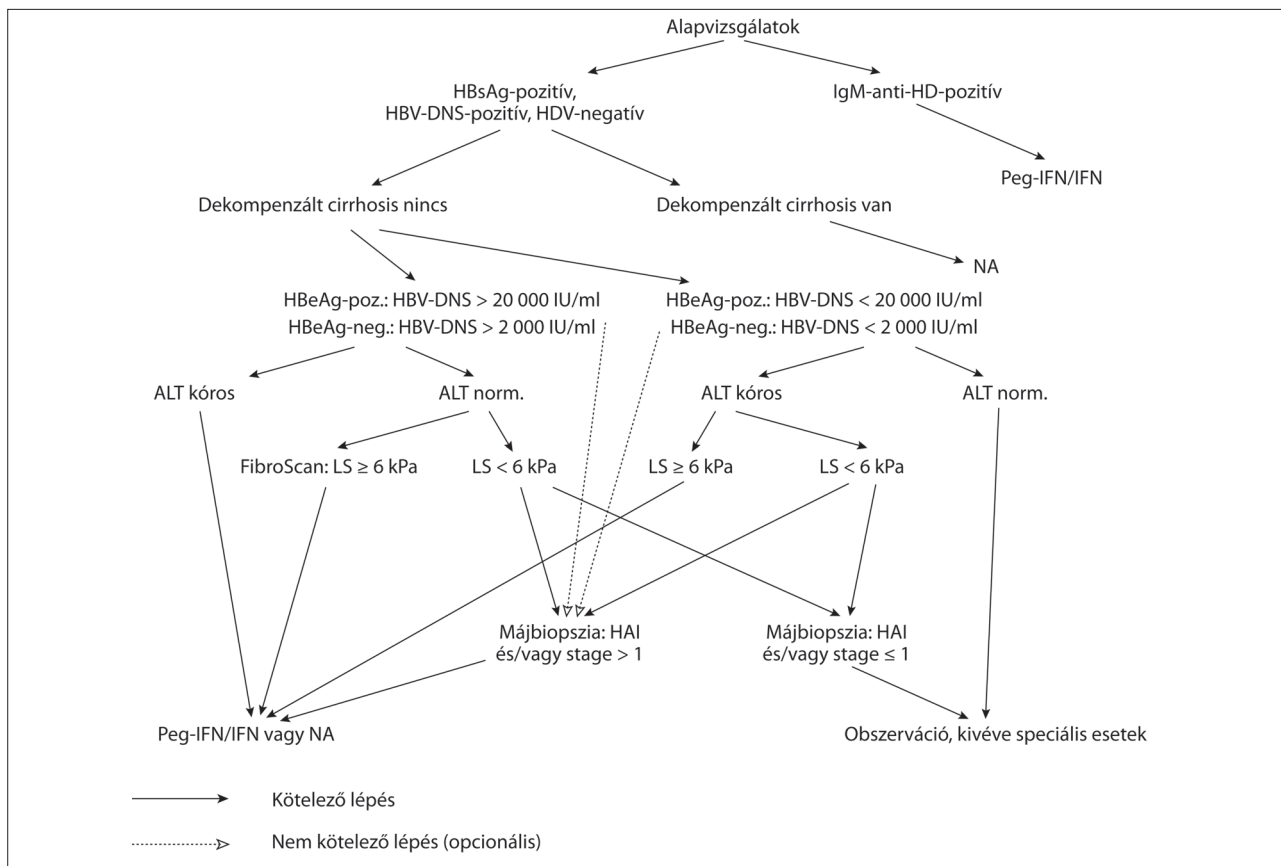 Alapvizsgálatok
HBsAg-pozitív,
HBV-DNS-pozitív, HDV-negatív
IgM-anti-HD-pozitív
Peg-IFN/IFN
Dekompenzált cirrhosis nincs
Dekompenzált cirrhosis van
NA
HBeAg-poz.: HBV-DNS > 20 000 IU/ml
HBeAg-neg.: HBV-DNS > 2 000 IU/ml
HBeAg-poz.: HBV-DNS < 20 000 IU/ml
HBeAg-neg.: HBV-DNS < 2 000 IU/ml
ALT kóros
ALT norm.
ALT kóros
ALT norm.
FibroScan: LS ≥ 6 kPa
LS < 6 kPa
LS ≥ 6 kPa
LS < 6 kPa
Májbiopszia: HAI
és/vagy stage > 1
Májbiopszia: HAI
és/vagy stage ≤ 1
Peg-IFN/IFN vagy NA
Obszerváció, kivéve speciális esetek
Kötelező lépés
Nem kötelező lépés (opcionális)